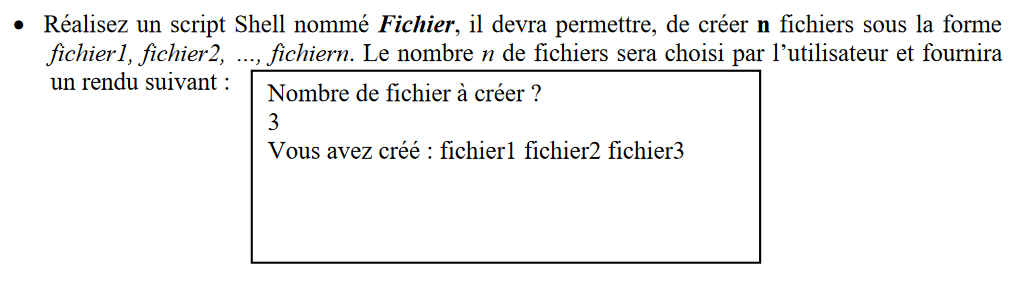 • Réalisez un script Shell nommé Fichier, il devra permettre, de créer n fichiers sous la forme
fichier1, fichier2, ..., fichiern. Le nombre n de fichiers sera choisi par l’utilisateur et fournira
un rendu suivant :
Nombre de fichier à créer ?
3
Vous avez créé : fichier1 fichier2 fichier3